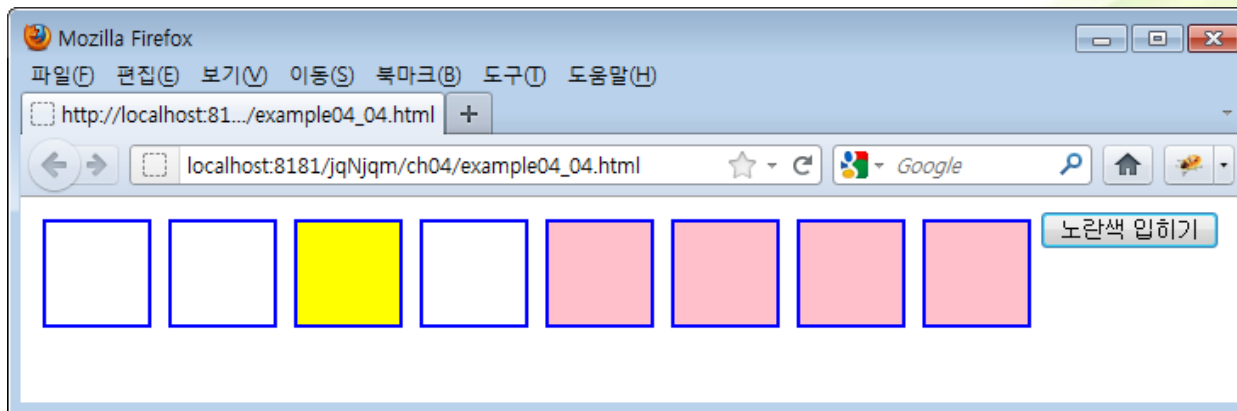 Mozilla Firefox
파일(F) 편집(E) 보기(V) 이동(S) 북마크(B) 도구(T) 도움말(H)
http://localhost:81.../example04_04.html +
localhost:8181/jqNjqm/ch04/example04_04.html Google
노란색 입히기